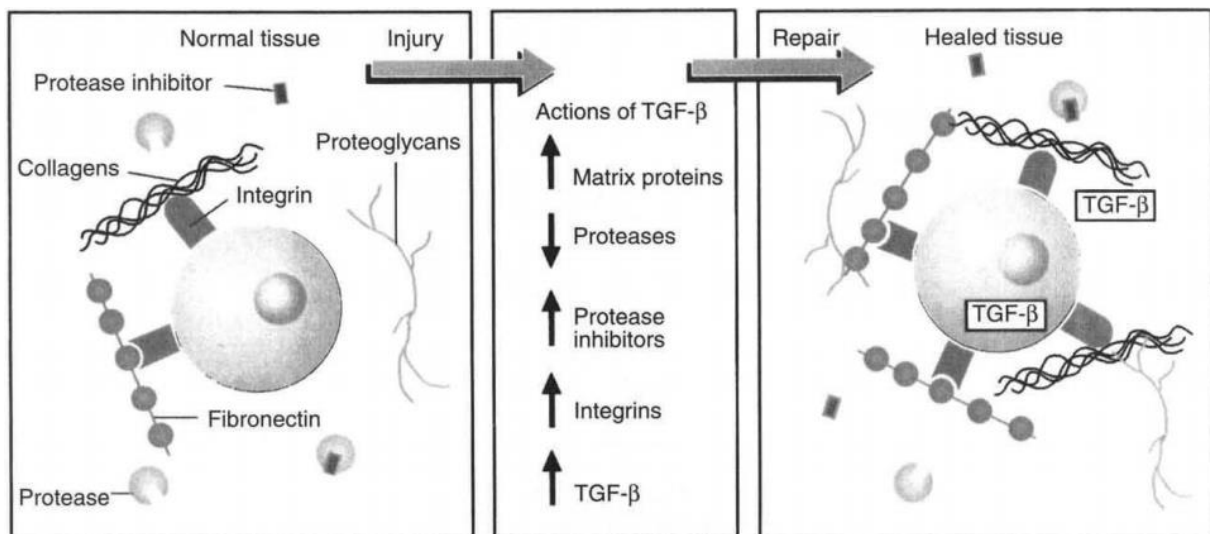 Normal tissue
Injury
Protease inhibitor
Proteoglycans
Collagens
Integrin
Fibronectin
Protease
Actions of TGF-β
Matrix proteins
Proteases
Protease
inhibitors
Integrins
TGF-β
Repair
Healed tissue
TGF-β
TGF-β